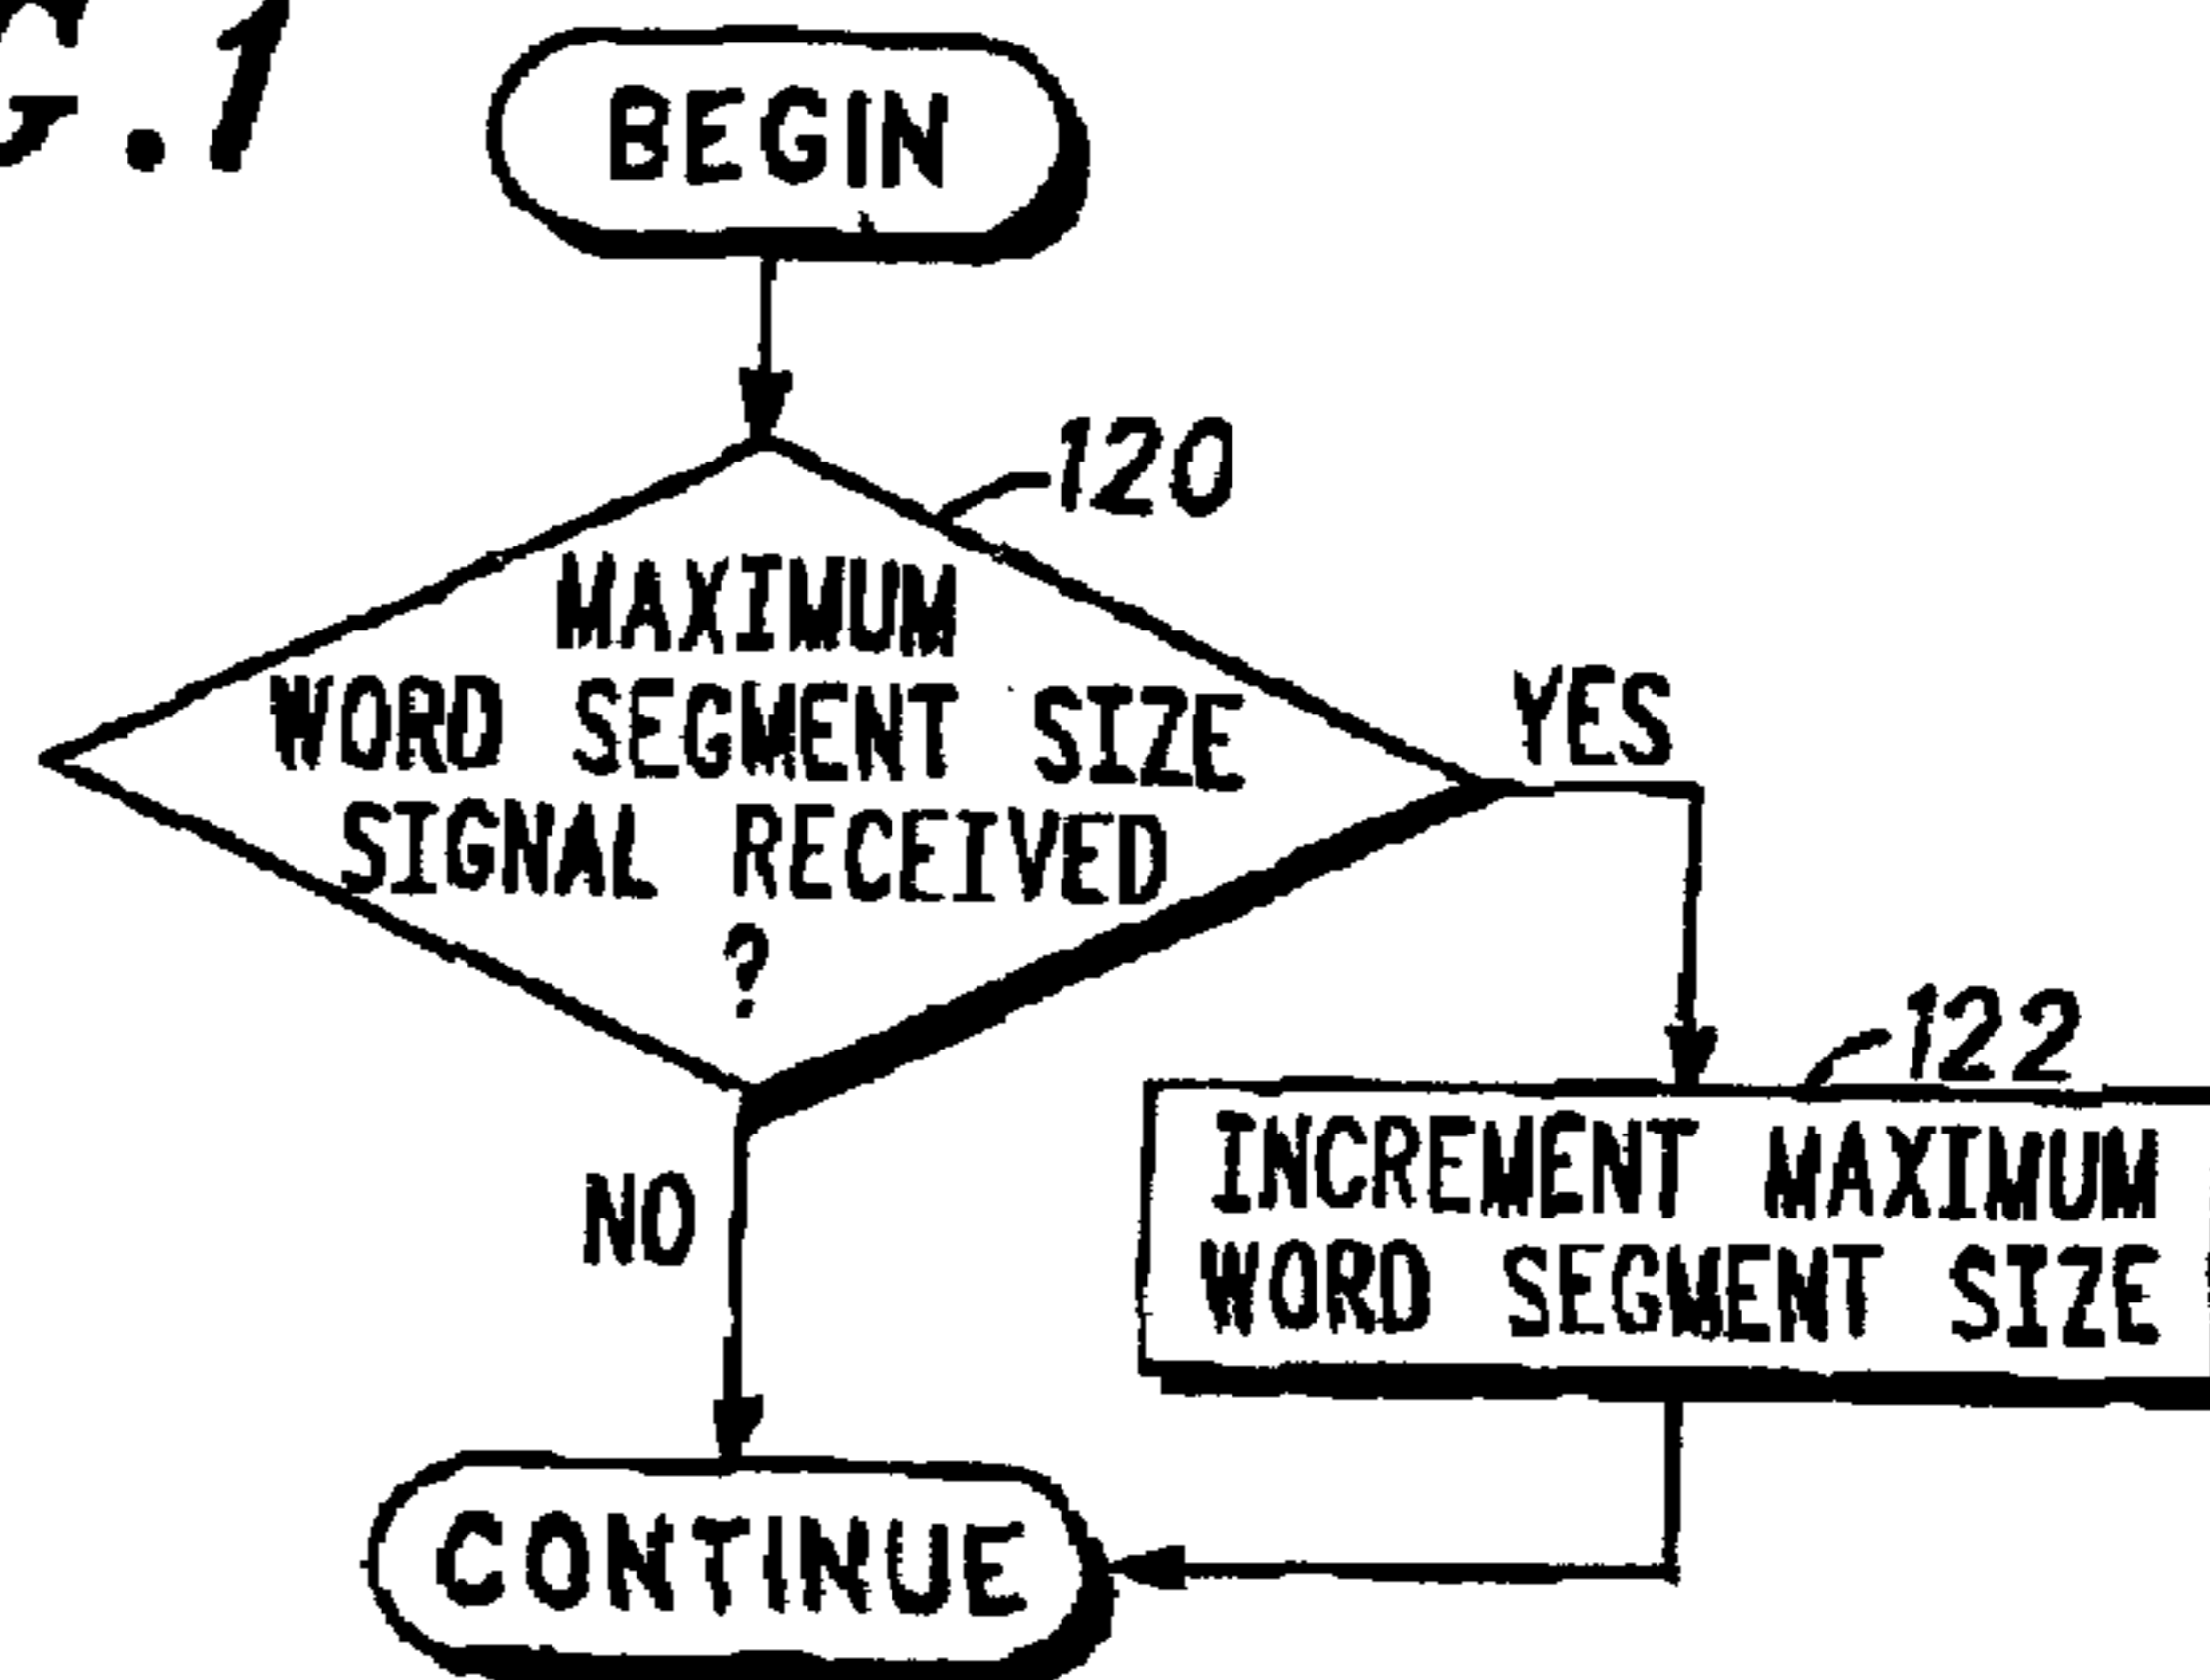 G.1
BEGIN
120
MAXIMUM
WORD SEGMENT SIZE
SIGNAL RECEIVED
?
YES
122
INCREMENT MAXIMUM
WORD SEGMENT SIZE
NO
CONTINUE